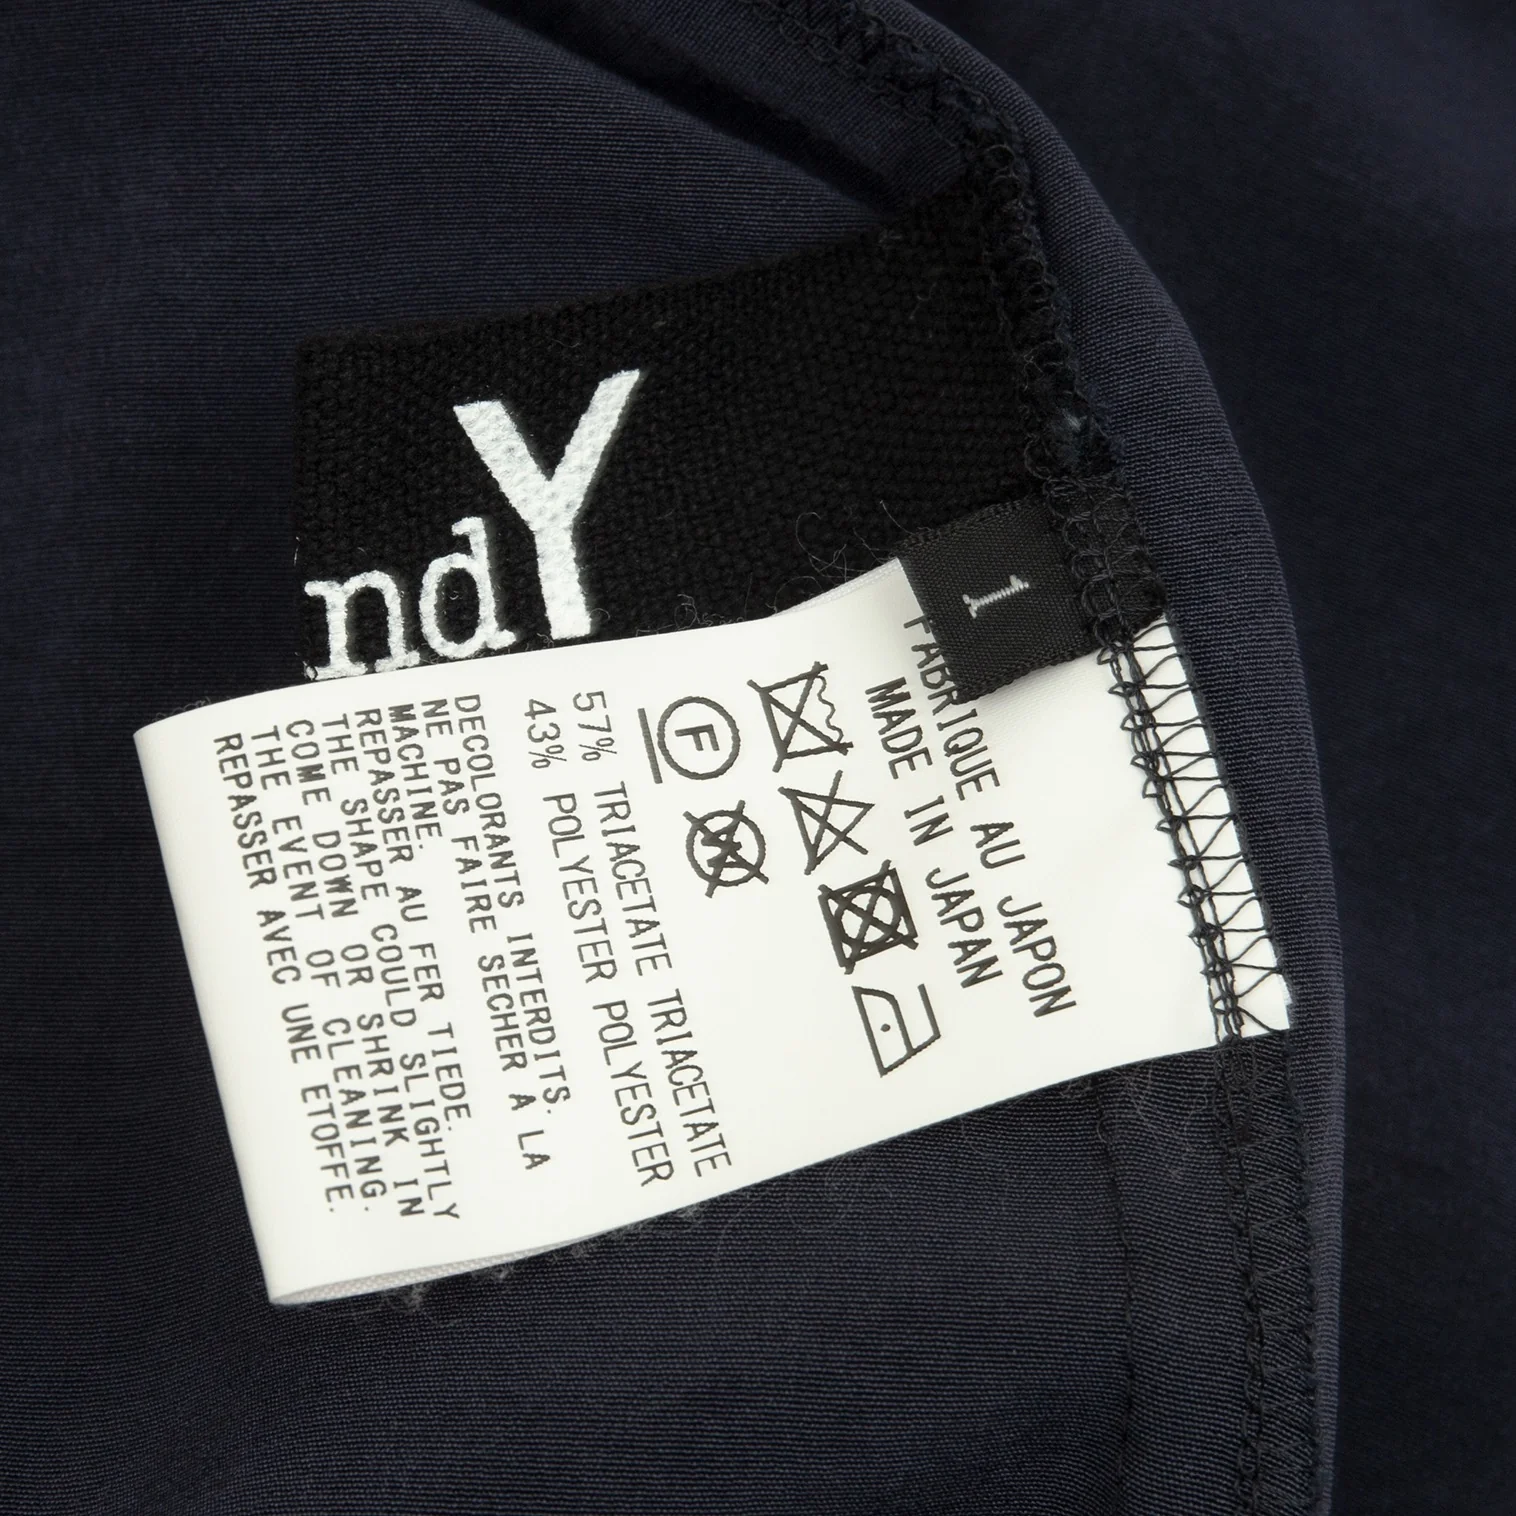 ndY
1
FABRIQUE AU JAPON
MADE IN JAPAN
F
W
57% TRIACETATE TRIACETATE
43% POLYESTER POLYESTER
DECOLORANTS INTERDITS.
NE PAS FAIRE SECHER A LA
MACHINE.
REPASSER AU FER TIEDE.
THE SHAPE COULD SLIGHTLY
COME DOWN OR SHRINK IN
THE EVENT OF CLEANING.
REPASSER AVEC UNE ETOFFE.